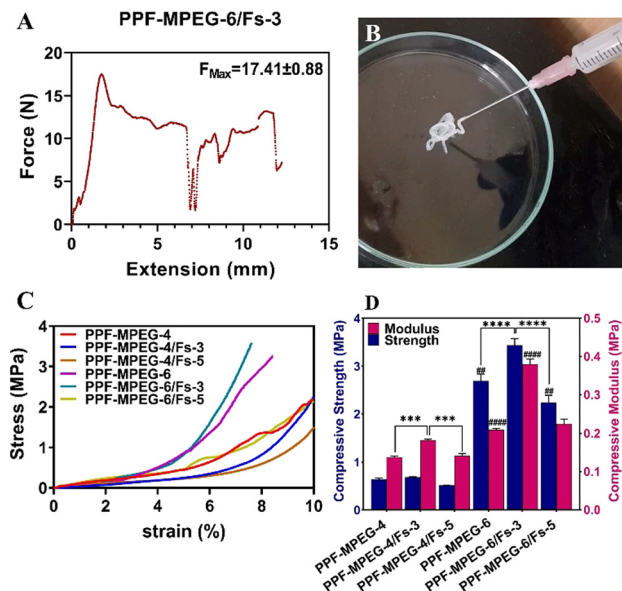 A
PPF-MPEG-6/Fs-3
F_Max=17.41±0.88
Force (N)
20
15
10
5
0
0
5
10
15
Extension (mm)
B
C
Stress (MPa)
4
3
2
1
0
PPF-MPEG-4
PPF-MPEG-4/Fs-3
PPF-MPEG-4/Fs-5
PPF-MPEG-6
PPF-MPEG-6/Fs-3
PPF-MPEG-6/Fs-5
0
2
4
6
8
10
strain (%)
D
Compressive Strength (MPa)
4
3
2
1
0
Modulus
Strength
***
***
****
****
##
####
####
##
0.5
0.4
0.3
0.2
0.1
0.0
Compressive Modulus (MPa)
PPF-MPEG-4
PPF-MPEG-4/Fs-3
PPF-MPEG-4/Fs-5
PPF-MPEG-6
PPF-MPEG-6/Fs-3
PPF-MPEG-6/Fs-5